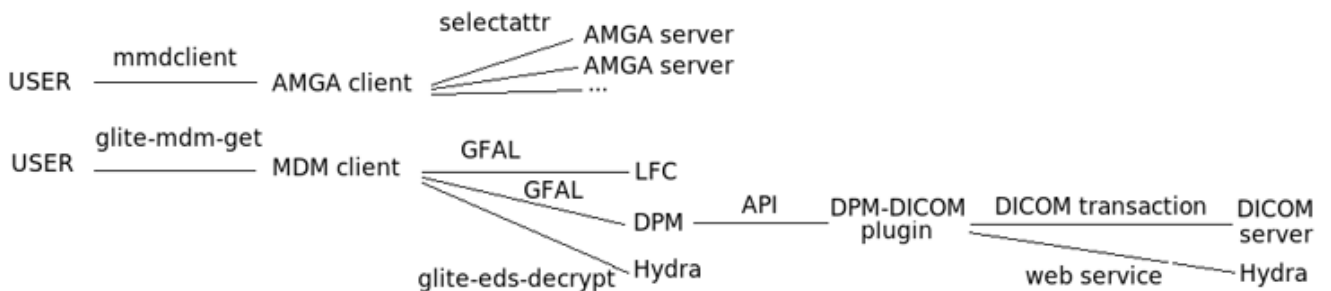 selectattr
AMGA server
mmdclient
AMGA server
USER
AMGA client
...
glite-mdm-get
GFAL
USER
MDM client
LFC
GFAL
API
DPM-DICOM
DICOM transaction
DICOM
DPM
plugin
server
glite-eds-decrypt
Hydra
web service
Hydra